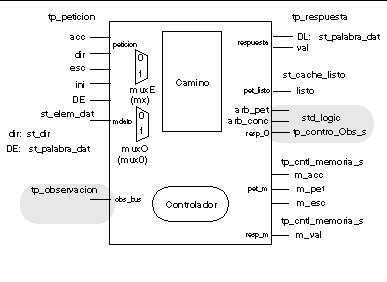 tp_peticion
tp_respuesta
acc
peticion
respuesta
DL: st_palabra_dat
val
dir
esc
0
1
Camino
st_cache_listo
ini
muxE
(mx)
pet_listo
listo
DE
st_elem_dat
arb_pet
std_logic
mdato
0
1
arb_conc
dir: st_dir
resp_O
tp_contro_Obs_s
DE: st_palabra_dat
muxO
(mux0)
tp_cntl_memoria_s
m_acc
tp_observacion
pet_m
m_pet
obs_bus
Controlador
m_esc
tp_cntl_memoria_s
resp_m
m_val